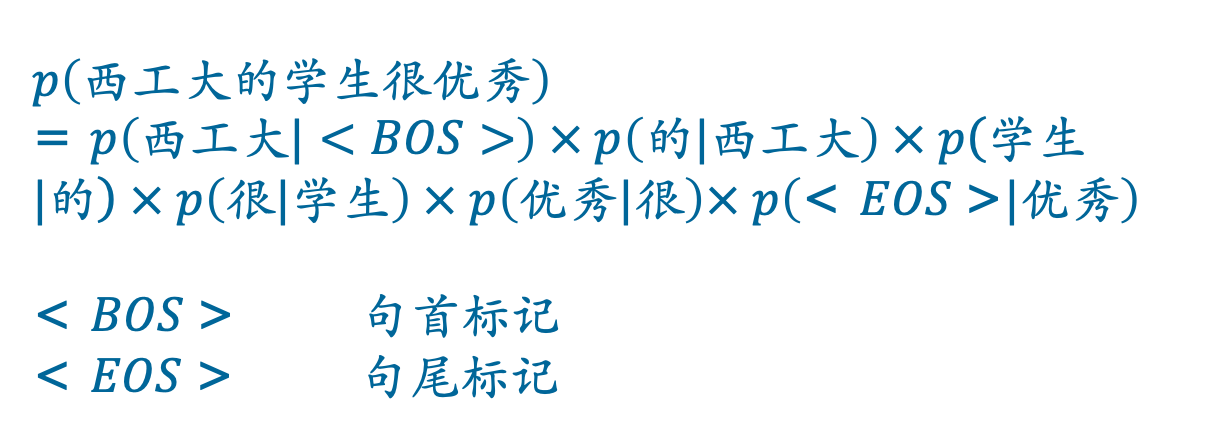 p(西工大的学生很优秀)
= p(西工大| < BOS >) × p(的|西工大) × p(学生
|的) × p(很|学生) × p(优秀|很)× p(< EOS >|优秀)
< BOS > 句首标记
< EOS > 句尾标记